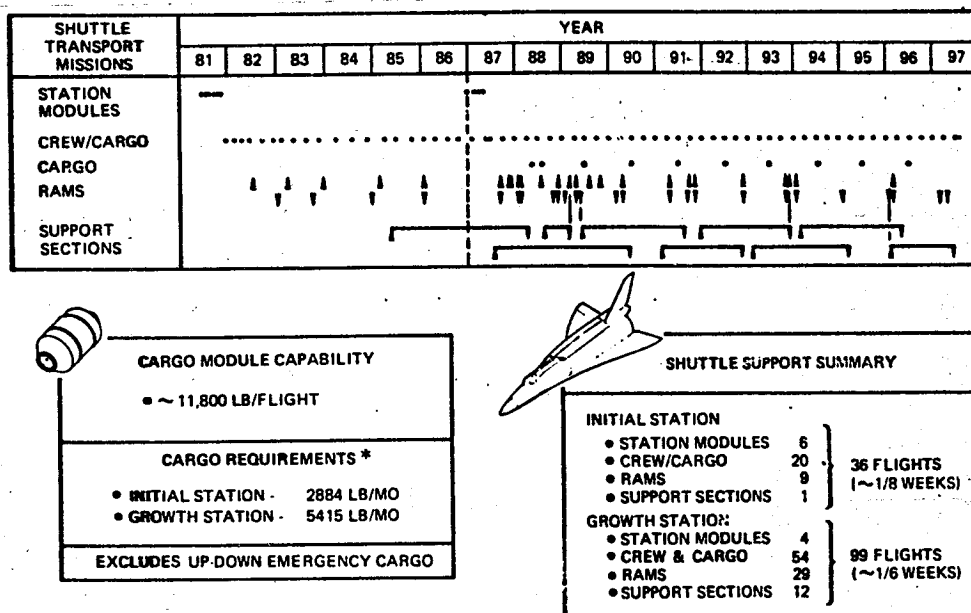 SHUTTLE
TRANSPORT
MISSIONS
YEAR
81 82 83 84 85 86 87 88 89 90 91 92 93 94 95 96 97
STATION
MODULES
CREW/CARGO
CARGO
RAMS
SUPPORT
SECTIONS
CARGO MODULE CAPABILITY
• ~ 11,800 LB/FLIGHT
CARGO REQUIREMENTS *
• INITIAL STATION - 2884 LB/MO
• GROWTH STATION - 5415 LB/MO
EXCLUDES UP-DOWN EMERGENCY CARGO
SHUTTLE SUPPORT SUMMARY
INITIAL STATION
• STATION MODULES 6
• CREW/CARGO 20
• RAMS 9
• SUPPORT SECTIONS 1
36 FLIGHTS
(~1/8 WEEKS)
GROWTH STATION
• STATION MODULES 4
• CREW & CARGO 54
• RAMS 29
• SUPPORT SECTIONS 12
99 FLIGHTS
(~1/6 WEEKS)